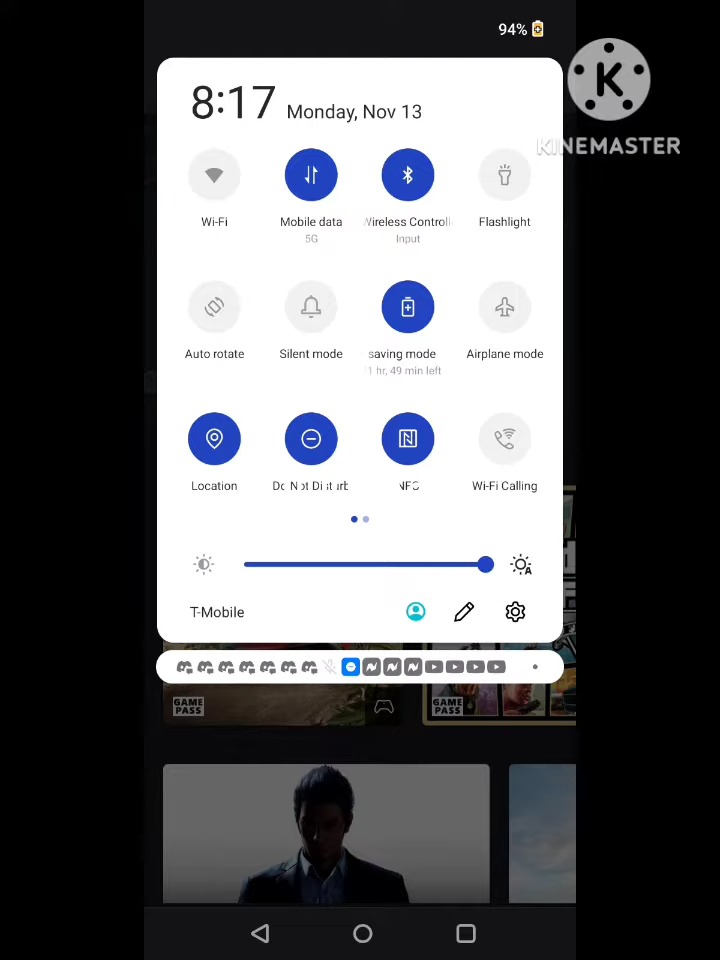 94%
8:17 Monday, Nov 13
K
KINEMASTER
Wi-Fi
Mobile data
5G
Wireless Controll
Input
Flashlight
Auto rotate
Silent mode
saving mode
1 hr, 49 min left
Airplane mode
Location
Do Not Disturb
NFC
Wi-Fi Calling
T-Mobile
GAME
PASS
GAME
PASS